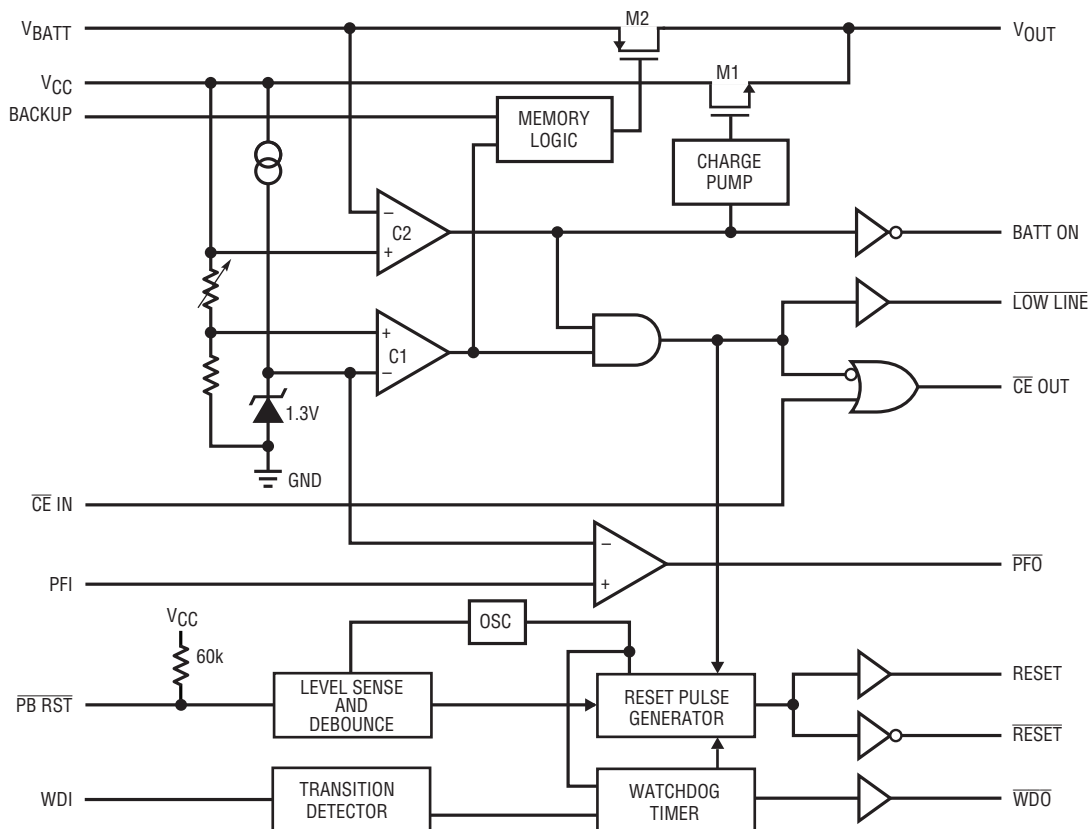 M2
VBATT
VOUT
VCC
M1
BACKUP
MEMORY
LOGIC
CHARGE
PUMP
–
C2
+
BATT ON
LOW LINE
+
C1
–
CE OUT
1.3V
GND
CE IN
–
PFO
PFI
+
VCC
OSC
60k
LEVEL SENSE
AND
DEBOUNCE
RESET PULSE
GENERATOR
RESET
PB RST
RESET
WDI
TRANSITION
DETECTOR
WATCHDOG
TIMER
WDO